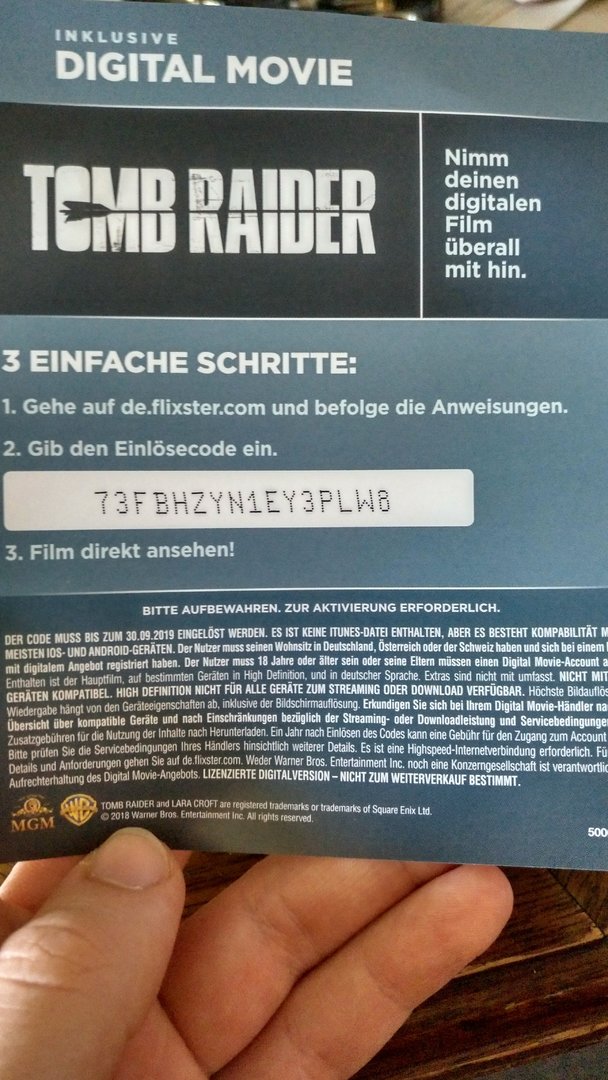 INKLUSIVE
DIGITAL MOVIE
TOMB RAIDER
Nimm
deinen
digitalen
Film
überall
mit hin.
3 EINFACHE SCHRITTE:
1. Gehe auf de.flixster.com und befolge die Anweisungen.
2. Gib den Einlösecode ein.
73FBHZYN1EY3PLW8
3. Film direkt ansehen!
BITTE AUFBEWAHREN. ZUR AKTIVIERUNG ERFORDERLICH.
DER CODE MUSS BIS ZUM 30.09.2019 EINGELÖST WERDEN. ES IST KEINE ITUNES-DATEI ENTHALTEN, ABER ES BESTEHT KOMPATIBILITÄT
MEISTEN IOS- UND ANDROID-GERÄTEN. Der Nutzer muss seinen Wohnsitz in Deutschland, Österreich oder der Schweiz haben und sich bei einem
mit digitalem Angebot registriert haben. Der Nutzer muss 18 Jahre oder älter sein oder seine Eltern müssen einen Digital Movie-Account
Enthalten ist der Hauptfilm, auf bestimmten Geräten in High Definition, und in deutscher Sprache. Extras sind nicht mit umfasst. NICHT MIT
GERÄTEN KOMPATIBEL. HIGH DEFINITION NICHT FÜR ALLE GERÄTE ZUM STREAMING ODER DOWNLOAD VERFÜGBAR. Höchste
Wiedergabe hängt von den Geräteeigenschaften ab, inklusive der Bildschirmauflösung. Erkundigen Sie sich bei Ihrem Digital Movie-Händler
Übersicht über kompatible Geräte und nach Einschränkungen bezüglich der Streaming- oder Downloadleistung und
Zusatzgebühren für die Nutzung der Inhalte nach Herunterladen. Ein Jahr nach Einlösen des Codes kann eine Gebühr für den Zugang zum Account
Bitte prüfen Sie die Servicebedingungen Ihres Händlers hinsichtlich weiterer Details. Es ist eine Highspeed-Internetverbindung erforderlich.
Details und Anforderungen gehen Sie auf de.flixster.com. Weder Warner Bros. Entertainment Inc. noch eine Konzerngesellschaft ist
Aufrechterhaltung des Digital Movie-Angebots. LIZENZIERTE DIGITALVERSION – NICHT ZUM WEITERVERKAUF BESTIMMT.
MGM
WB
TOMB RAIDER and LARA CROFT are registered trademarks or trademarks of Square Enix Ltd.
© 2018 Warner Bros. Entertainment Inc. All rights reserved.